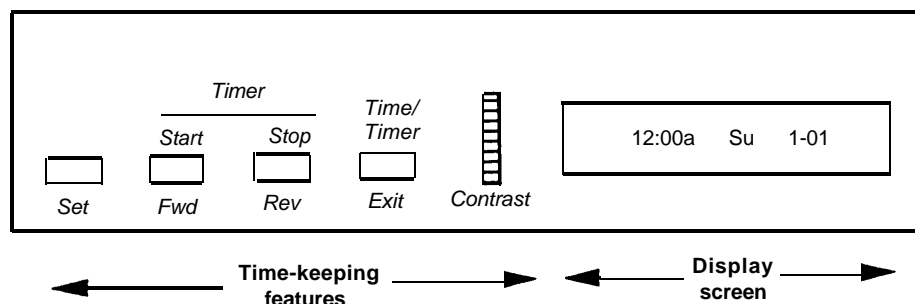 Timer
Time/
Timer
Start Stop
12:00a Su 1-01
Set Fwd Rev Exit Contrast
Time-keeping
features
Display
screen